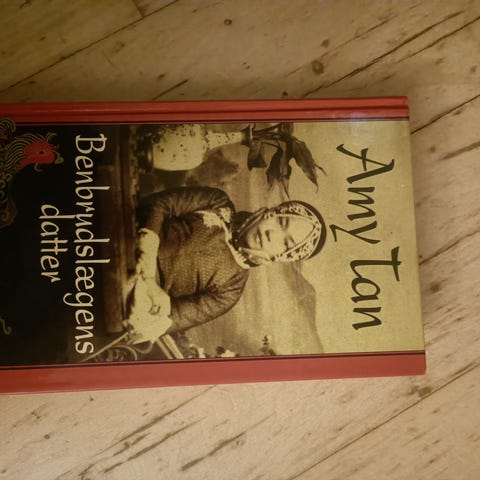 Amy Tan
Benbrudslægens
datter